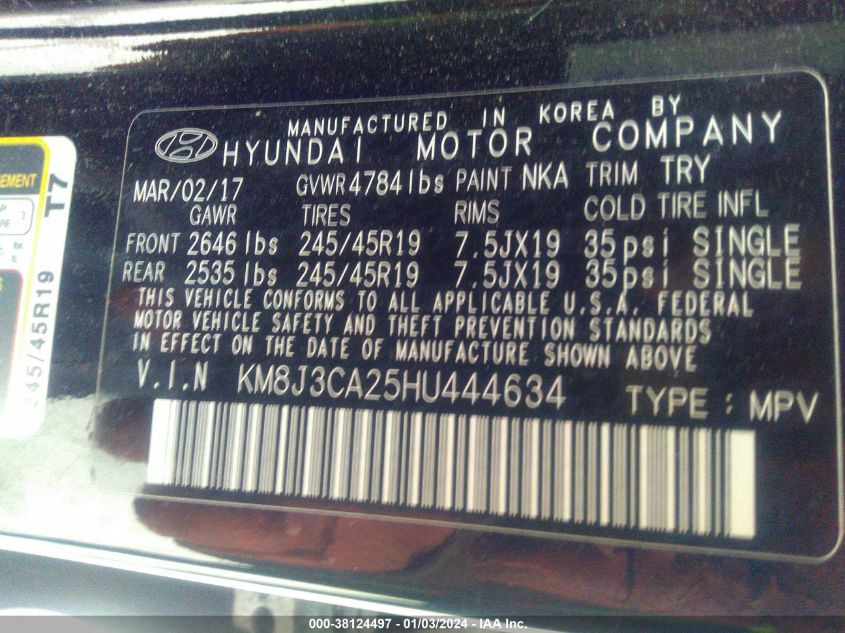 MANUFACTURED IN KOREA BY
HYUNDAI MOTOR COMPANY
MAR/02/17 GVWR 4784 lbs PAINT NKA TRIM TRY
GAWR TIRES RIMS COLD TIRE INFL
FRONT 2646 lbs 245/45R19 7.5JX19 35psi SINGLE
REAR 2535 lbs 245/45R19 7.5JX19 35psi SINGLE
THIS VEHICLE CONFORMS TO ALL APPLICABLE U.S.A. FEDERAL
MOTOR VEHICLE SAFETY AND THEFT PREVENTION STANDARDS
IN EFFECT ON THE DATE OF MANUFACTURE SHOWN ABOVE
V.I.N KM8J3CA25HU444634 TYPE : MPV
T7
245/45R19
000-38124497 - 01/03/2024 - IAA Inc.